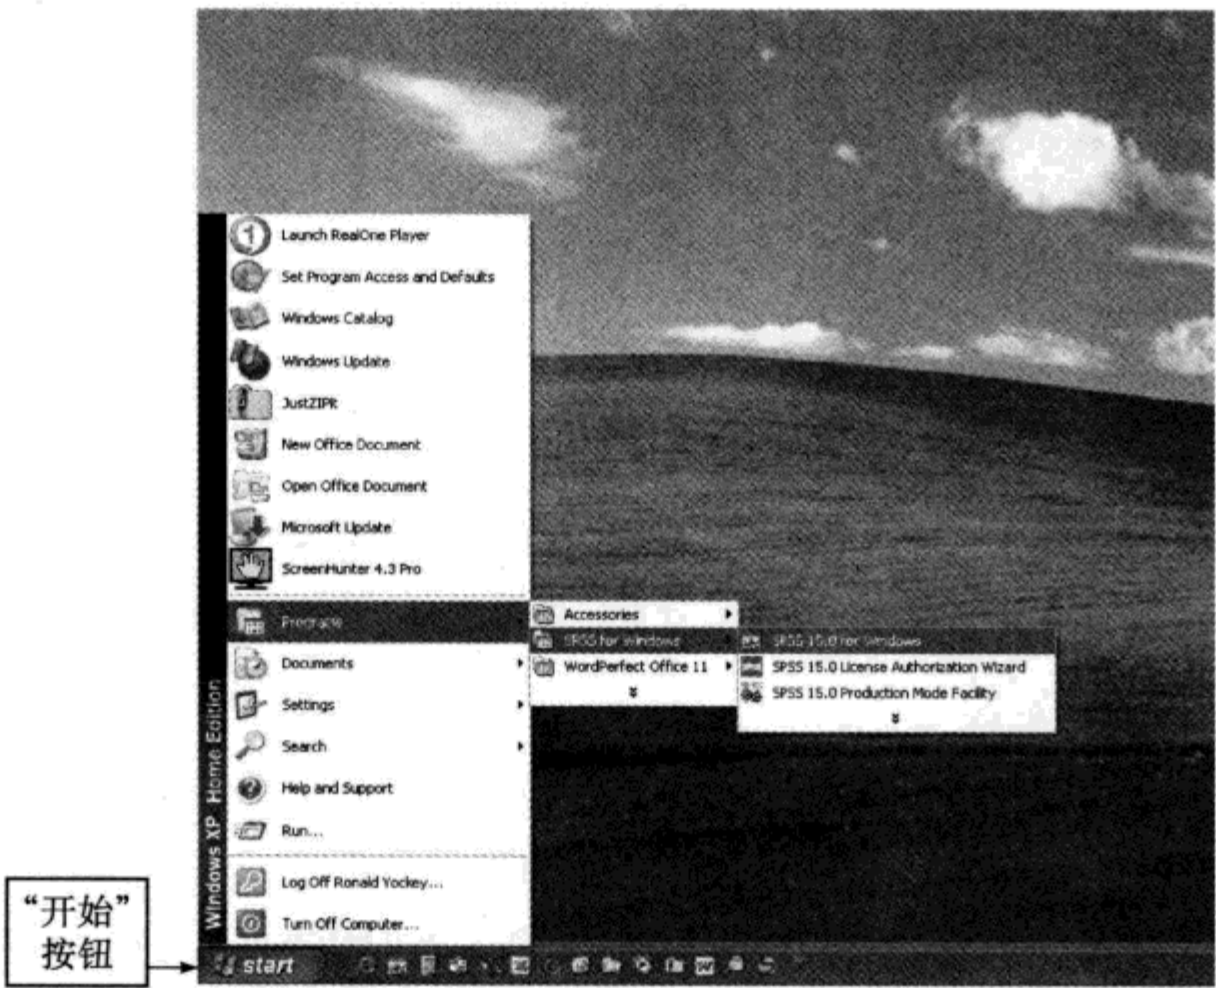 Launch RealOne Player
Set Program Access and Defaults
Windows Catalog
Windows Update
JustZIPit
New Office Document
Open Office Document
Microsoft Update
ScreenHunter 4.3 Pro
Programs
Documents
Settings
Search
Help and Support
Run...
Log Off Ronald Yockey...
Turn Off Computer...
Windows XP Home Edition
Accessories
SPSS for Windows
WordPerfect Office 11
SPSS 15.0 for Windows
SPSS 15.0 License Authorization Wizard
SPSS 15.0 Production Mode Facility
“开始”
按钮
start